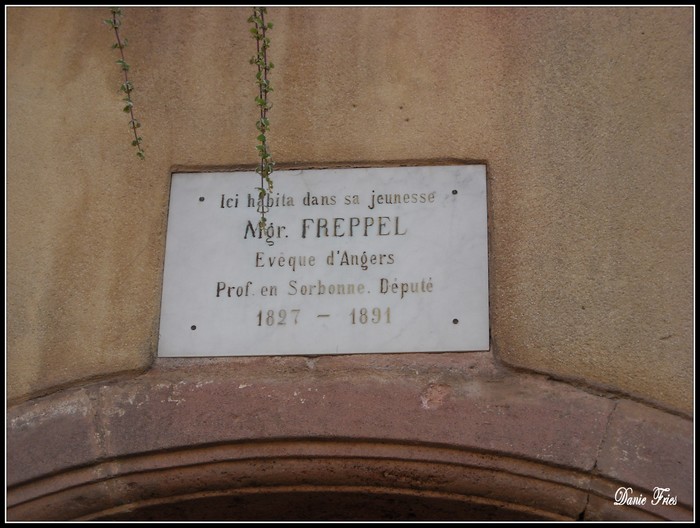 Ici habita dans sa jeunesse
Mgr. FREPPEL
Evêque d'Angers
Prof. en Sorbonne. Député
1827 - 1891
Danie Fries